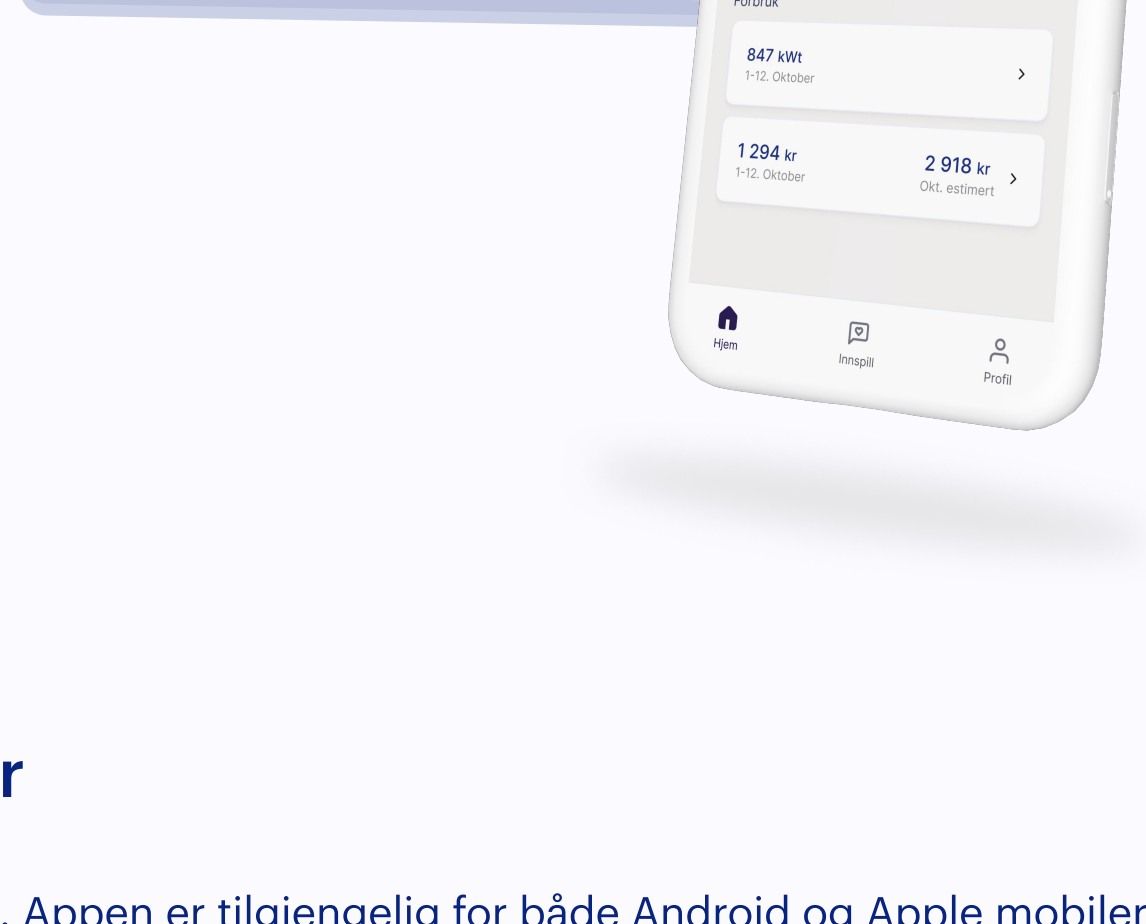 Forbruk
847 kWt
1-12. Oktober
1 294 kr
1-12. Oktober
2 918 kr
Okt. estimert
Hjem
Innspill
Profil
r
. Appen er tilgjengelig for både Android og Apple mobiler